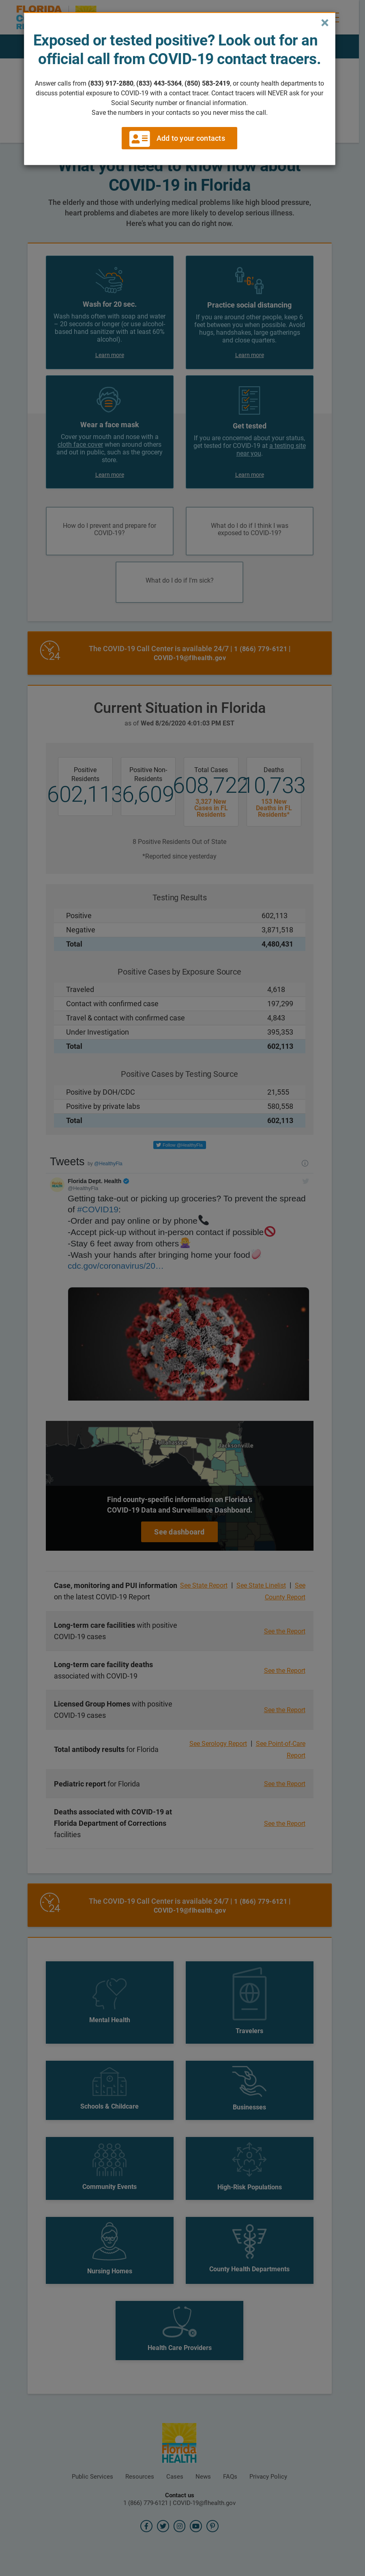 FLORIDA
×
Exposed or tested positive? Look out for an
official call from COVID-19 contact tracers.
Answer calls from (833) 917-2880, (833) 443-5364, (850) 583-2419, or county health departments to
discuss potential exposure to COVID-19 with a contact tracer. Contact tracers will NEVER ask for your
Social Security number or financial information.
Save the numbers in your contacts so you never miss the call.
Add to your contacts
What you need to know now about
COVID-19 in Florida
The elderly and those with underlying medical problems like high blood pressure,
heart problems and diabetes are more likely to develop serious illness.
Here's what you can do right now.
Wash for 20 sec.
Wash hands often with soap and water
– 20 seconds or longer (or use alcohol-
based hand sanitizer with at least 60%
alcohol).
Learn more
6'
Practice social distancing
If you are around other people, keep 6
feet between you when possible. Avoid
hugs, handshakes, large gatherings
and close quarters.
Learn more
Wear a face mask
Cover your mouth and nose with a
cloth face cover when around others
and out in public, such as the grocery
store.
Learn more
Get tested
If you are concerned about your status,
get tested for COVID-19 at a testing site
near you.
Learn more
How do I prevent and prepare for
COVID-19?
What do I do if I think I was
exposed to COVID-19?
What do I do if I'm sick?
24
The COVID-19 Call Center is available 24/7 | 1 (866) 779-6121 |
COVID-19@flhealth.gov
Current Situation in Florida
as of Wed 8/26/2020 4:01:03 PM EST
Positive
Residents
602,113
Positive Non-
Residents
6,609
Total Cases
608,722
3,327 New
Cases in FL
Residents
Deaths
10,733
153 New
Deaths in FL
Residents*
8 Positive Residents Out of State
*Reported since yesterday
Testing Results
Positive 602,113
Negative 3,871,518
Total 4,480,431
Positive Cases by Exposure Source
Traveled 4,618
Contact with confirmed case 197,299
Travel & contact with confirmed case 4,843
Under Investigation 395,353
Total 602,113
Positive Cases by Testing Source
Positive by DOH/CDC 21,555
Positive by private labs 580,558
Total 602,113
Follow @HealthyFla
Tweets by @HealthyFla
Florida Dept. Health
@HealthyFla
Getting take-out or picking up groceries? To prevent the spread
of #COVID19:
-Order and pay online or by phone
-Accept pick-up without in-person contact if possible
-Stay 6 feet away from others
-Wash your hands after bringing home your food
cdc.gov/coronavirus/20…
Tallahassee
Jacksonville
Find county-specific information on Florida's
COVID-19 Data and Surveillance Dashboard.
See dashboard
Case, monitoring and PUI information
on the latest COVID-19 Report
See State Report | See State Linelist | See
County Report
Long-term care facilities with positive
COVID-19 cases
See the Report
Long-term care facility deaths
associated with COVID-19
See the Report
Licensed Group Homes with positive
COVID-19 cases
See the Report
Total antibody results for Florida
See Serology Report | See Point-of-Care
Report
Pediatric report for Florida
See the Report
Deaths associated with COVID-19 at
Florida Department of Corrections
facilities
See the Report
24
The COVID-19 Call Center is available 24/7 | 1 (866) 779-6121 |
COVID-19@flhealth.gov
Mental Health
Travelers
Schools & Childcare
Businesses
Community Events
High-Risk Populations
Nursing Homes
County Health Departments
Health Care Providers
Florida
HEALTH
Public Services Resources Cases News FAQs Privacy Policy
Contact us
1 (866) 779-6121 | COVID-19@flhealth.gov